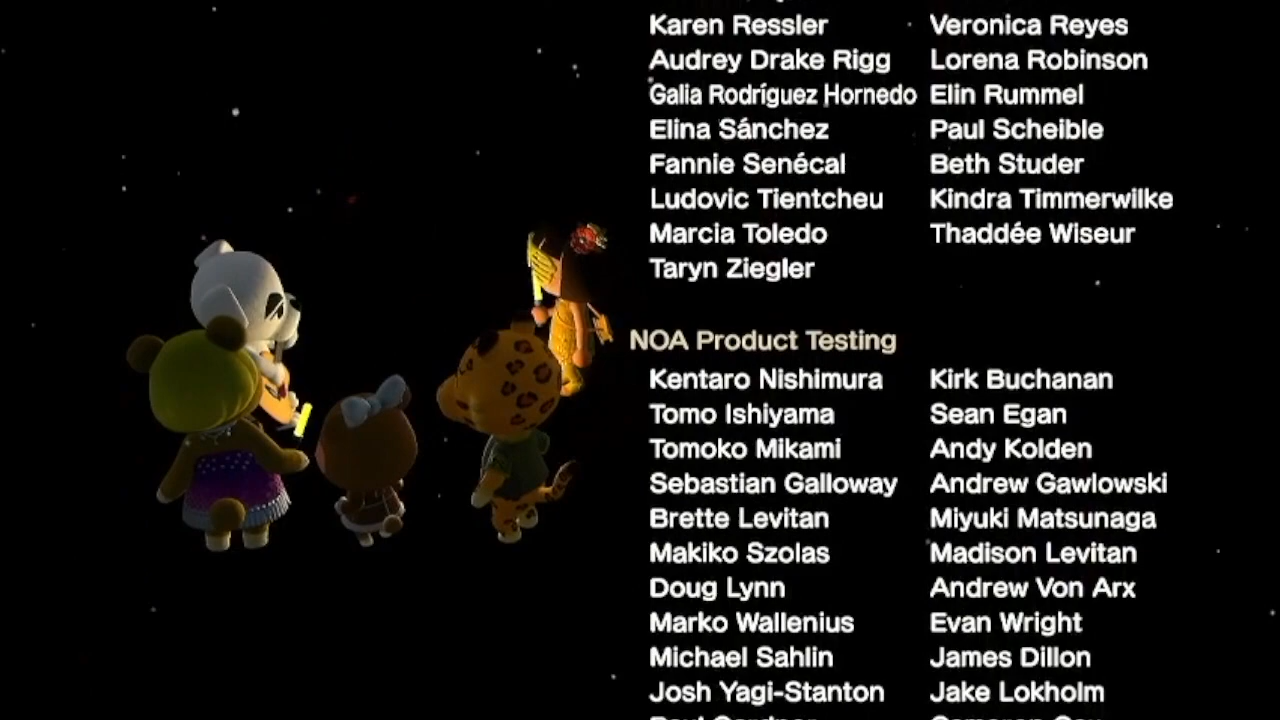 Karen Ressler Veronica Reyes
Audrey Drake Rigg Lorena Robinson
Galia Rodríguez Hornedo Elin Rummel
Elina Sánchez Paul Scheible
Fannie Senécal Beth Studer
Ludovic Tientcheu Kindra Timmerwilke
Marcia Toledo Thaddée Wiseur
Taryn Ziegler
NOA Product Testing
Kentaro Nishimura Kirk Buchanan
Tomo Ishiyama Sean Egan
Tomoko Mikami Andy Kolden
Sebastian Galloway Andrew Gawlowski
Brette Levitan Miyuki Matsunaga
Makiko Szolas Madison Levitan
Doug Lynn Andrew Von Arx
Marko Wallenius Evan Wright
Michael Sahlin James Dillon
Josh Yagi-Stanton Jake Lokholm